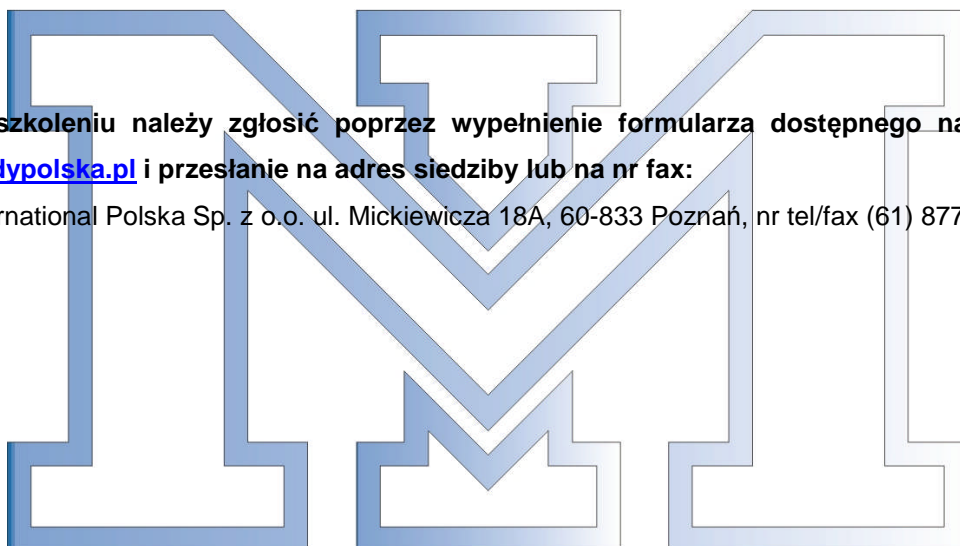 szkoleniu należy zgłosić poprzez wypełnienie formularza dostępnego na
dypolska.pl i przesłanie na adres siedziby lub na nr fax:
rnational Polska Sp. z o.o. ul. Mickiewicza 18A, 60-833 Poznań, nr tel/fax (61) 877